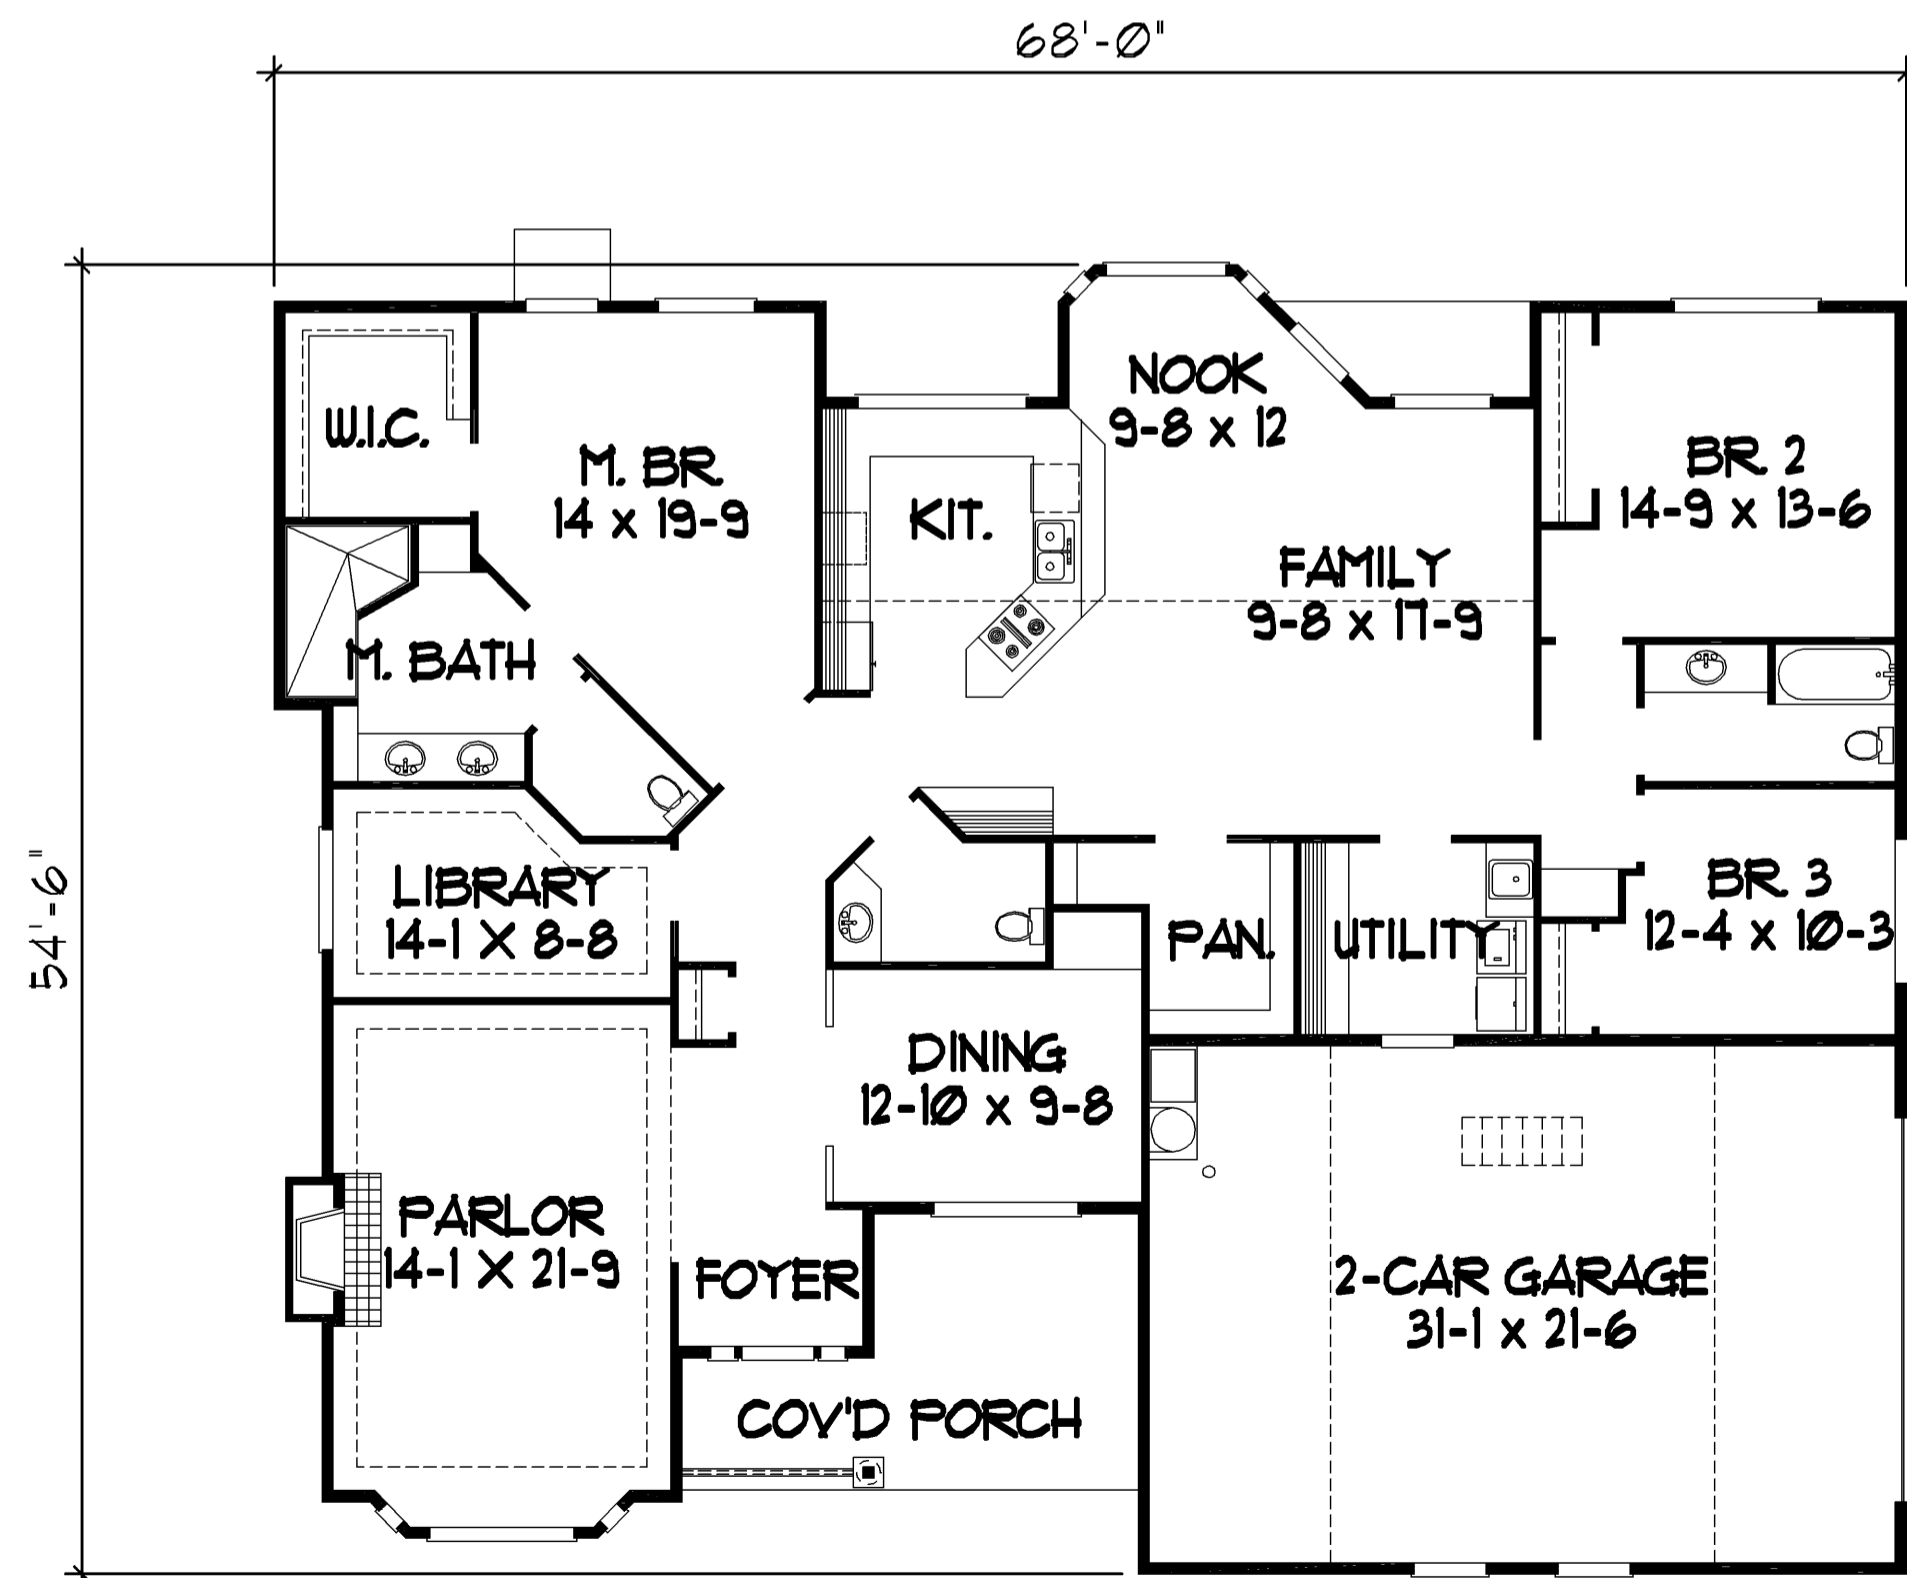 68'-0"
NOOK
9-8 x 12
W.I.C.
M. BR.
14 x 19-9
KIT.
BR. 2
14-9 x 13-6
FAMILY
9-8 x 17-9
M. BATH
54'-6"
LIBRARY
14-1 X 8-8
PAN.
UTILITY
BR. 3
12-4 x 10-3
DINING
12-10 x 9-8
PARLOR
14-1 X 21-9
FOYER
2-CAR GARAGE
31-1 x 21-6
COV'D PORCH